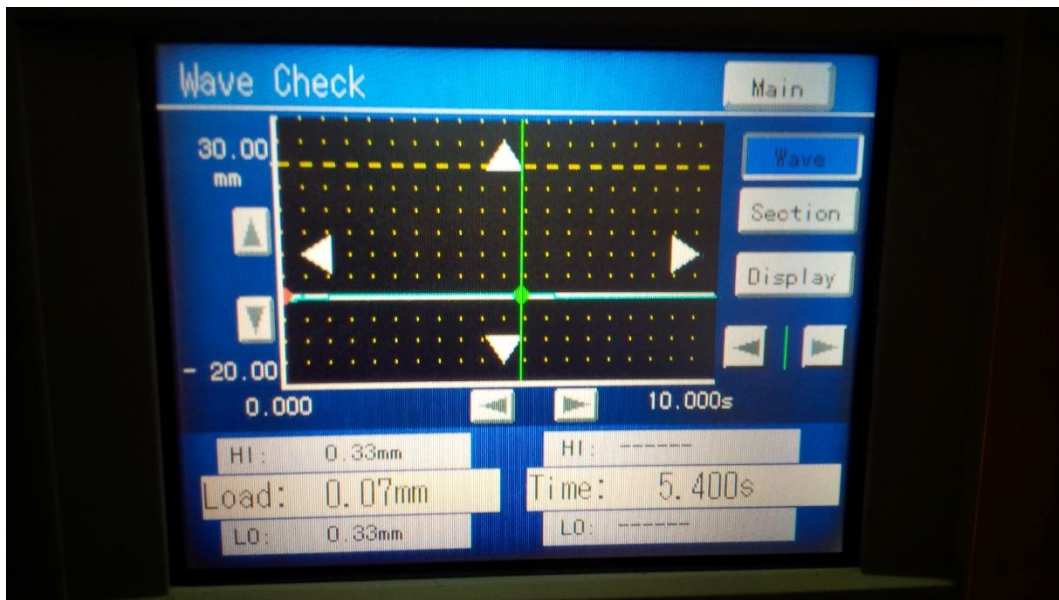 Wave Check
Main
30.00
mm
Wave
Section
Display
- 20.00
0.000
10.000s
HI: 0.33mm
HI: ------
Load: 0.07mm
Time: 5.400s
LO: 0.33mm
LO: ------